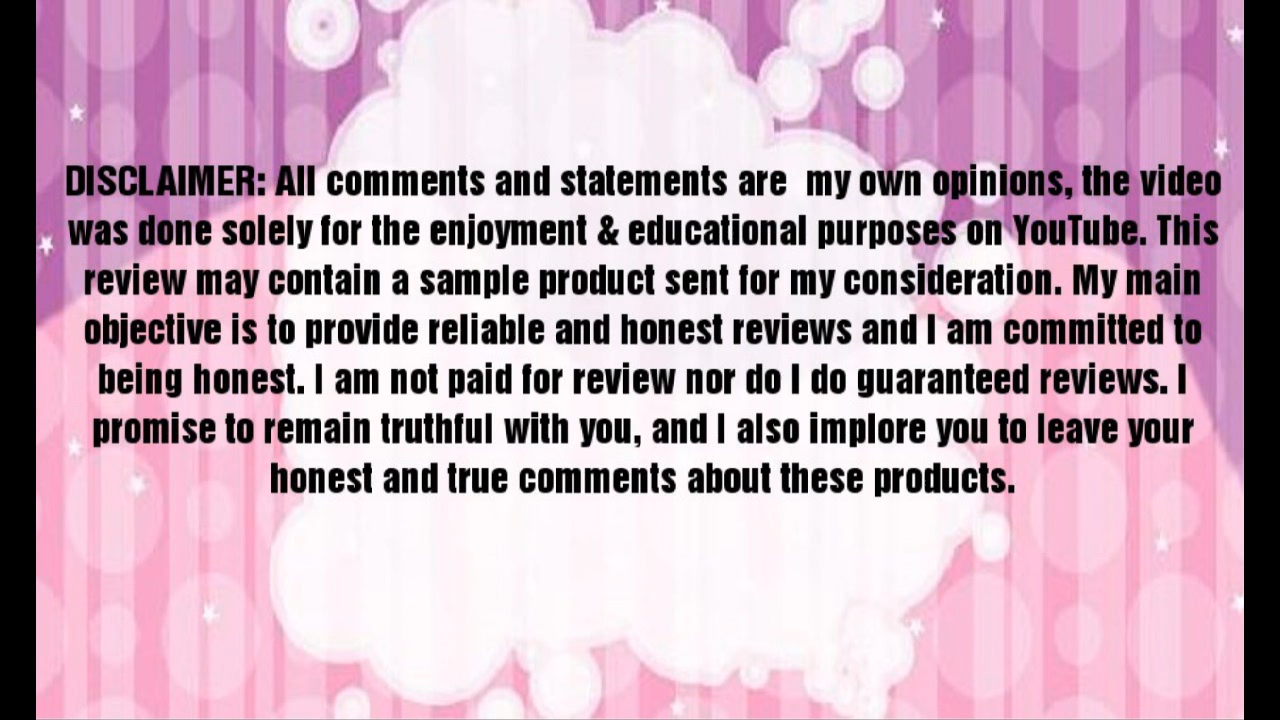 DISCLAIMER: All comments and statements are  my own opinions, the video
was done solely for the enjoyment & educational purposes on YouTube. This
review may contain a sample product sent for my consideration. My main
objective is to provide reliable and honest reviews and I am committed to
being honest. I am not paid for review nor do I do guaranteed reviews. I
promise to remain truthful with you, and I also implore you to leave your
honest and true comments about these products.